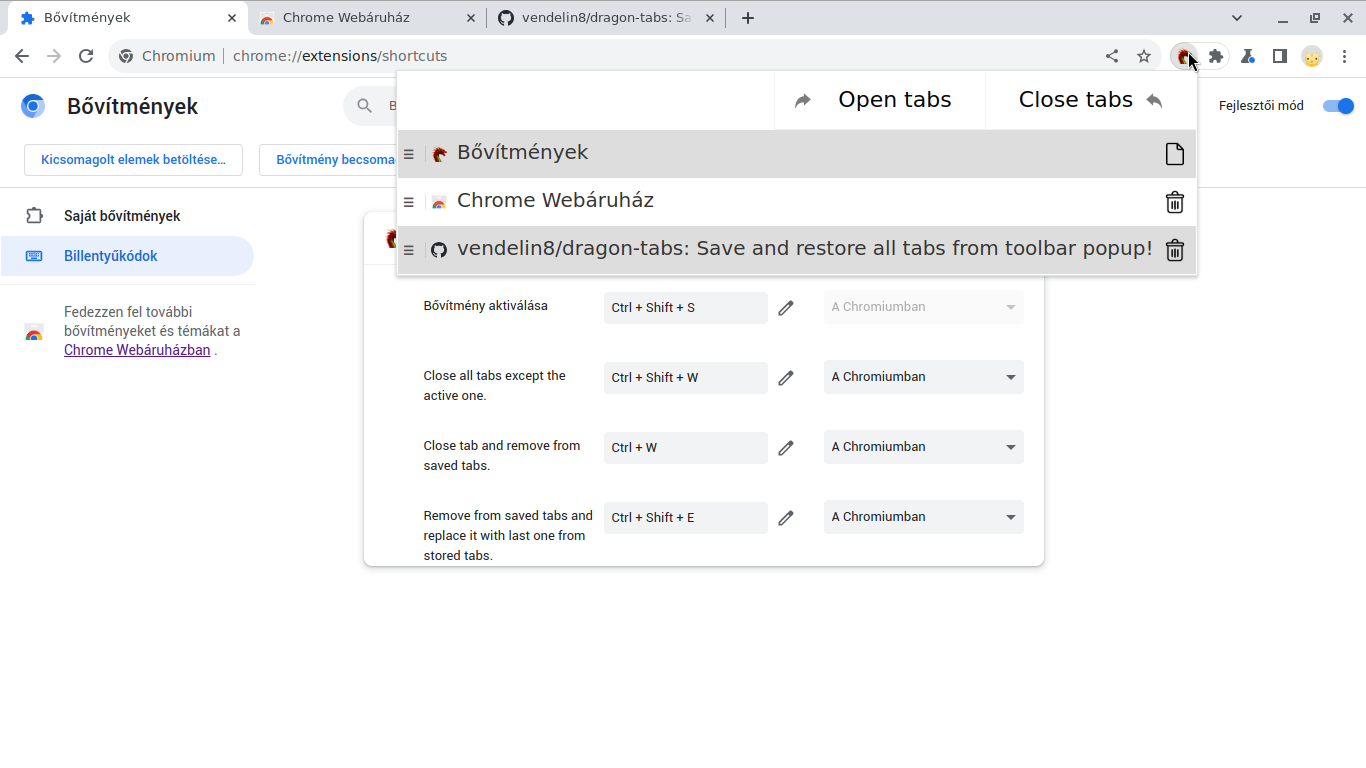 Bővítmények
Chrome Webáruház
vendelin8/dragon-tabs: Sa
Chromium
chrome://extensions/shortcuts
Bővítmények
B
Open tabs
Close tabs
Fejlesztői mód
Kicsomagolt elemek betöltése…
Bővítmény becsoma
Bővítmények
Chrome Webáruház
vendelin8/dragon-tabs: Save and restore all tabs from toolbar popup!
Saját bővítmények
Billentyűkódok
Fedezzen fel további
bővítményeket és témákat a
Chrome Webáruházban .
Bővítmény aktiválása
Ctrl + Shift + S
A Chromiumban
Close all tabs except the
active one.
Ctrl + Shift + W
A Chromiumban
Close tab and remove from
saved tabs.
Ctrl + W
A Chromiumban
Remove from saved tabs and
replace it with last one from
stored tabs.
Ctrl + Shift + E
A Chromiumban